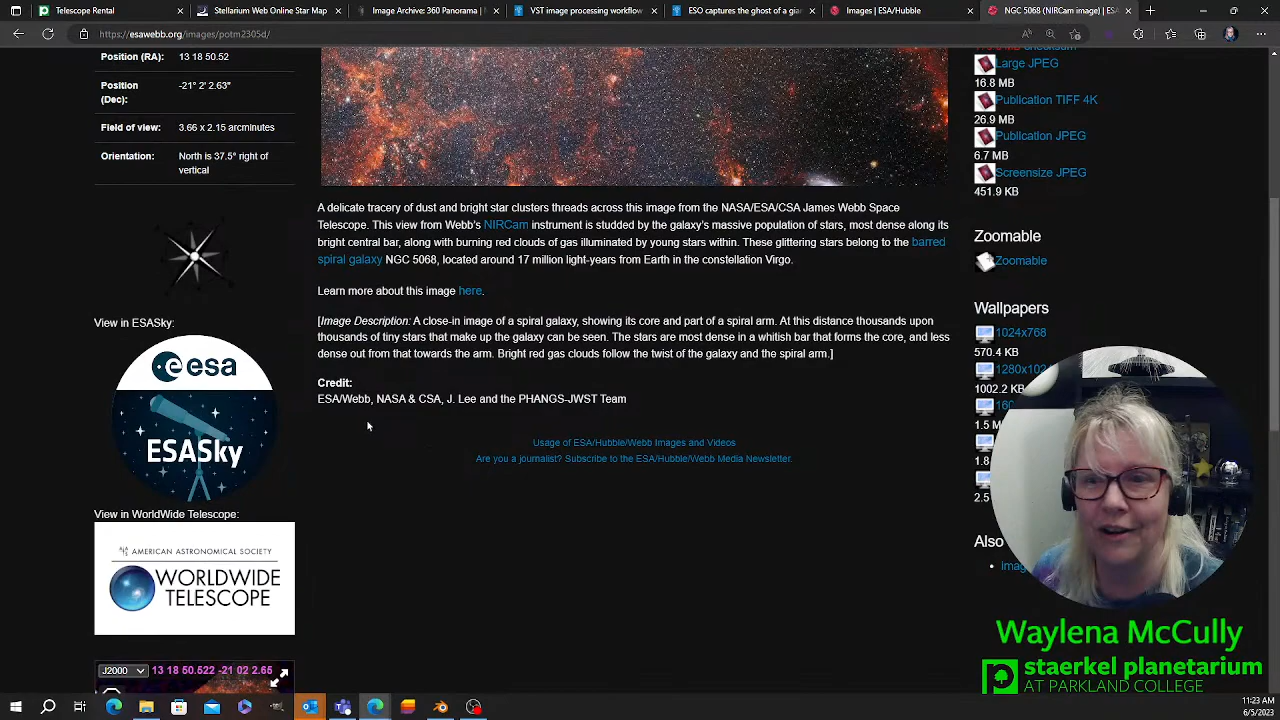 Telescope Rental
Stellarium Web Online Star Map
Image Archive 360 Panorama |
VST image processing workflow
ESO captures the ghost of a gia
Images | ESA/Hubble
NGC 5068 (NIRCam image) | ES
https://esawebb.org/images/potm2305d/
Position (RA): 13 18 50.52
Position (Dec): -21° 2' 2.63"
Field of view: 3.66 x 2.15 arcminutes
Orientation: North is 37.5° right of
vertical
View in ESASky:
esa
ESASky
View in WorldWide Telescope:
AMERICAN ASTRONOMICAL SOCIETY
WORLDWIDE
TELESCOPE
J2000 13 18 50.522 -21 02 2.65
A delicate tracery of dust and bright star clusters threads across this image from the NASA/ESA/CSA James Webb Space
Telescope. This view from Webb's NIRCam instrument is studded by the galaxy's massive population of stars, most dense along its
bright central bar, along with burning red clouds of gas illuminated by young stars within. These glittering stars belong to the barred
spiral galaxy NGC 5068, located around 17 million light-years from Earth in the constellation Virgo.
Learn more about this image here.
[Image Description: A close-in image of a spiral galaxy, showing its core and part of a spiral arm. At this distance thousands upon
thousands of tiny stars that make up the galaxy can be seen. The stars are most dense in a whitish bar that forms the core, and less
dense out from that towards the arm. Bright red gas clouds follow the twist of the galaxy and the spiral arm.]
Credit:
ESA/Webb, NASA & CSA, J. Lee and the PHANGS-JWST Team
Usage of ESA/Hubble/Webb Images and Videos
Are you a journalist? Subscribe to the ESA/Hubble/Webb Media Newsletter.
checksum
Large JPEG
16.8 MB
Publication TIFF 4K
26.9 MB
Publication JPEG
6.7 MB
Screensize JPEG
451.9 KB
Zoomable
Zoomable
Wallpapers
1024x768
570.4 KB
1280x102
1002.2 KB
160
1.5 M
1.8
2.5
Also
Imag
Waylena McCully
staerkel planetarium
AT PARKLAND COLLEGE
11:23 AM
6/5/2023